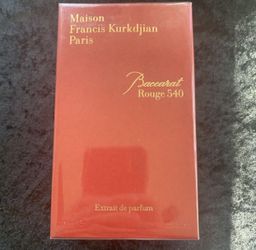 Maison
Francis Kurkdjian
Paris
Baccarat
Rouge 540
Extrait de parfum